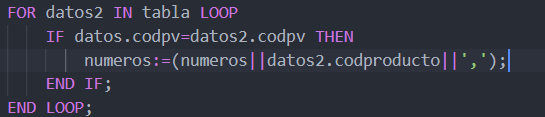 FOR datos2 IN tabla LOOP
IF datos.codpv=datos2.codpv THEN
numeros:=(numeros||datos2.codproducto||',');
END IF;
END LOOP;